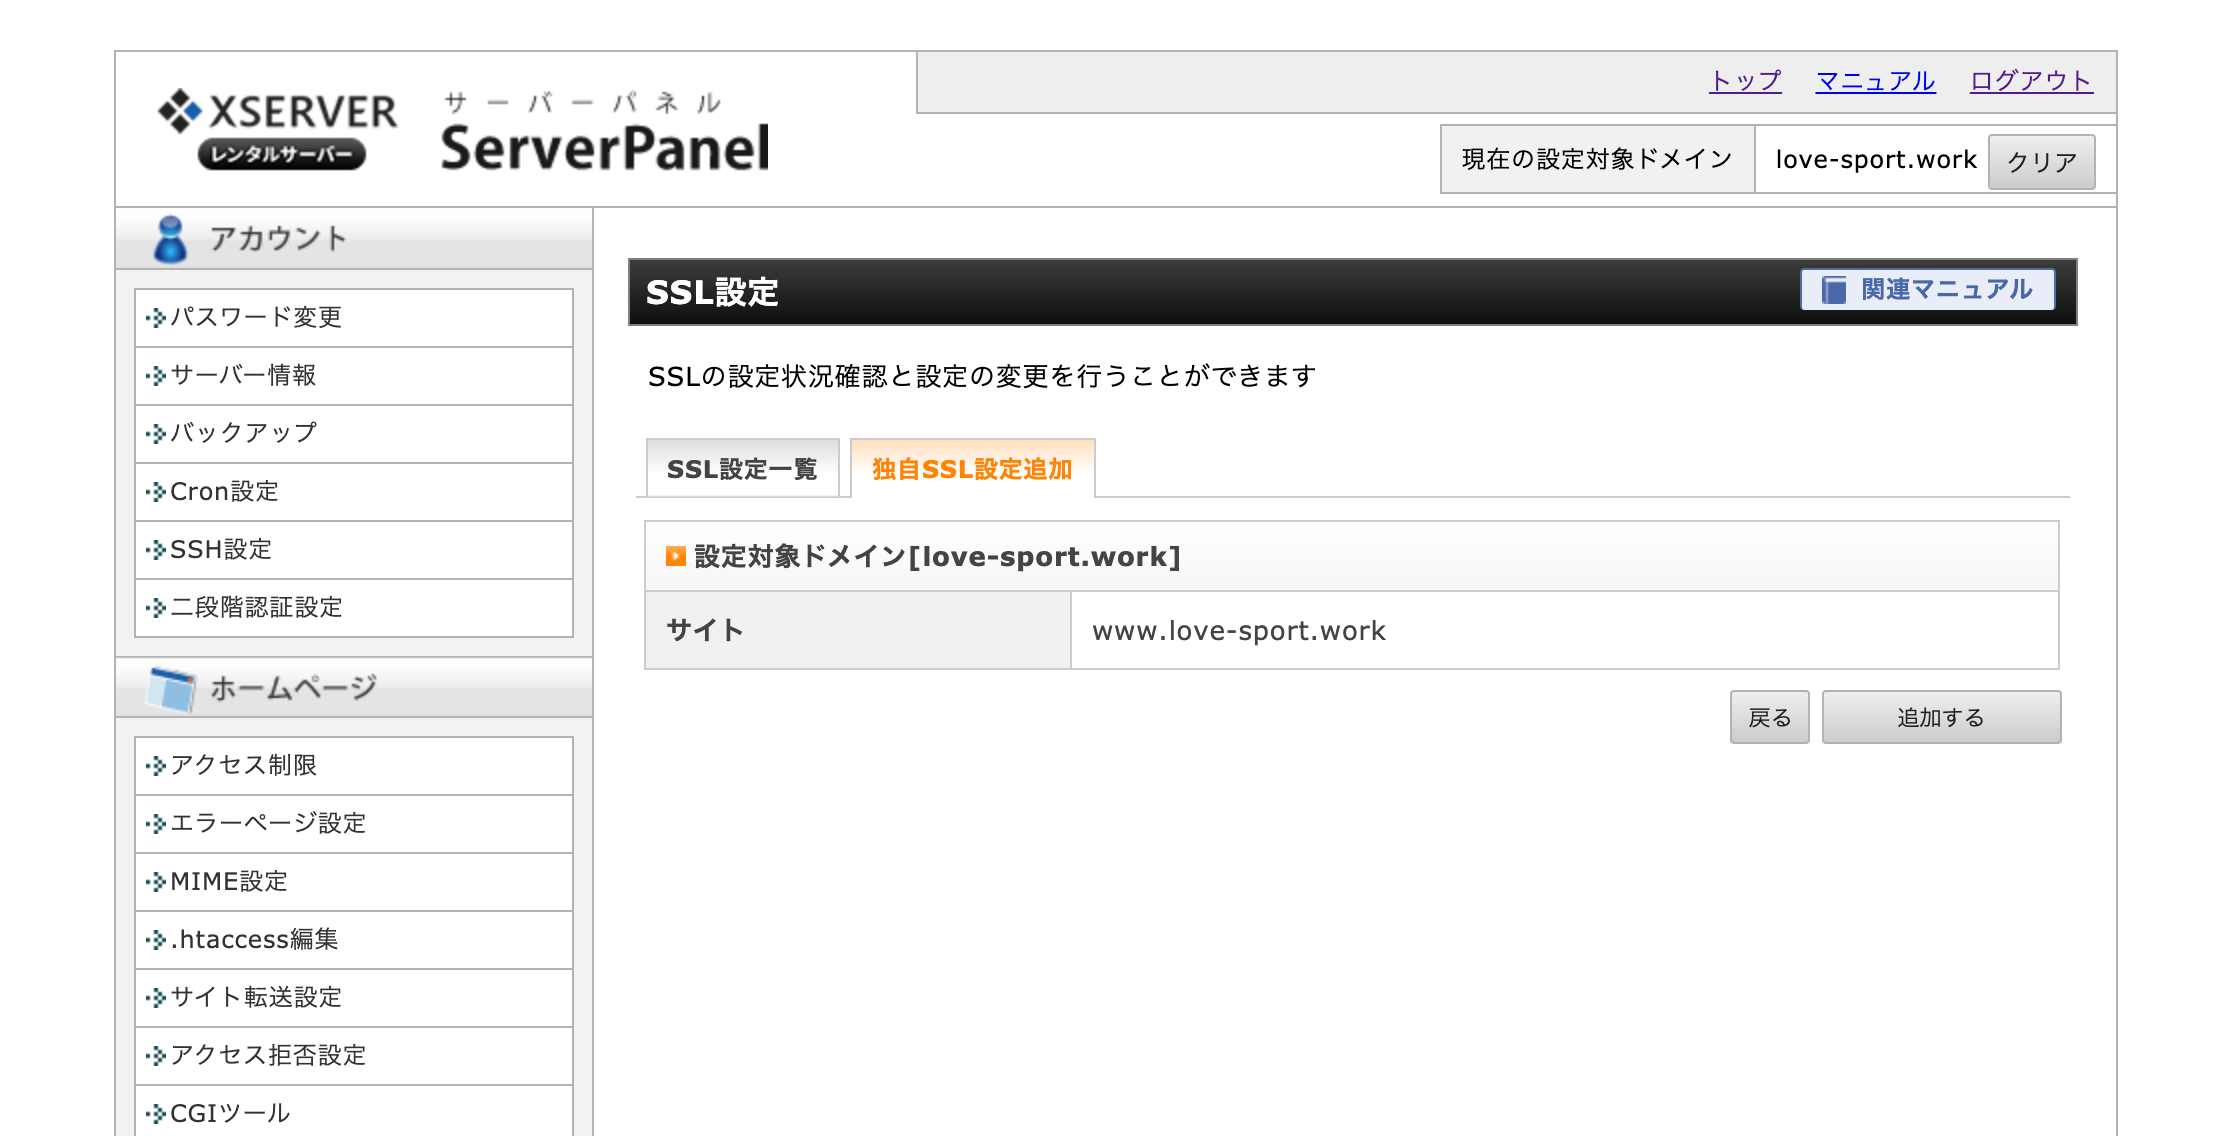 トップ マニュアル ログアウト
XSERVER
レンタルサーバー
サーバーパネル
ServerPanel
現在の設定対象ドメイン love-sport.work クリア
アカウント
パスワード変更
サーバー情報
バックアップ
Cron設定
SSH設定
二段階認証設定
ホームページ
アクセス制限
エラーページ設定
MIME設定
.htaccess編集
サイト転送設定
アクセス拒否設定
CGIツール
SSL設定 関連マニュアル
SSLの設定状況確認と設定の変更を行うことができます
SSL設定一覧 独自SSL設定追加
設定対象ドメイン[love-sport.work]
サイト www.love-sport.work
戻る 追加する